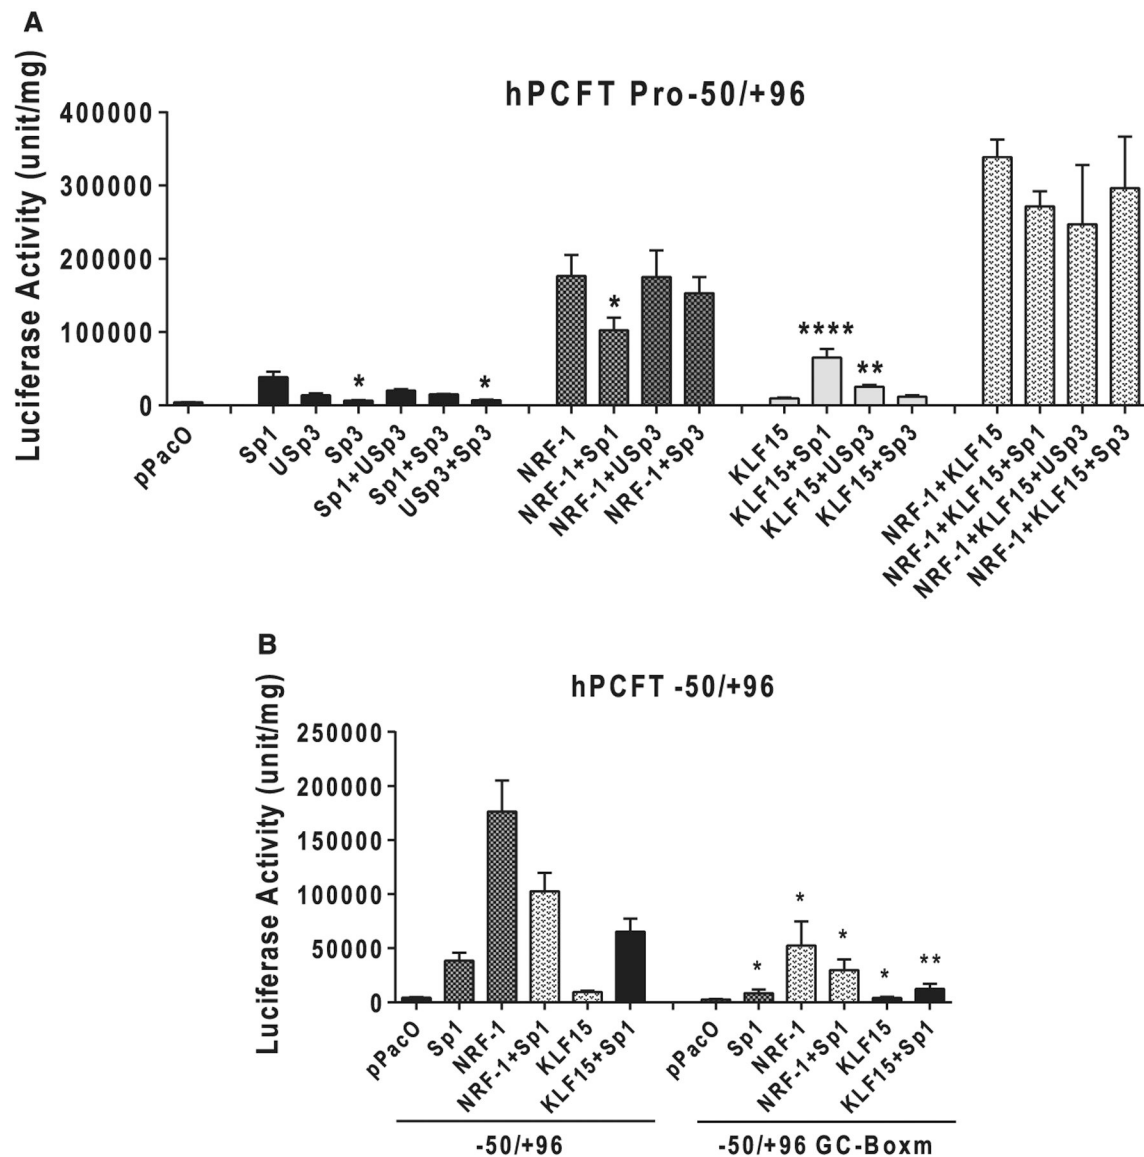 A
hPCFT Pro-50/+96
Luciferase Activity (unit/mg)
400000
300000
200000
100000
0
*
*
*
****
**
pPacO
Sp1
USp3
Sp3
Sp1+USp3
Sp1+Sp3
USp3+Sp3
NRF-1
NRF-1+Sp1
NRF-1+USp3
NRF-1+Sp3
KLF15
KLF15+Sp1
KLF15+USp3
KLF15+Sp3
NRF-1+KLF15
NRF-1+KLF15+Sp1
NRF-1+KLF15+USp3
NRF-1+KLF15+Sp3
B
hPCFT -50/+96
Luciferase Activity (unit/mg)
250000
200000
150000
100000
50000
0
*
*
*
*
**
pPacO
Sp1
NRF-1
NRF-1+Sp1
KLF15
KLF15+Sp1
pPacO
Sp1
NRF-1
NRF-1+Sp1
KLF15
KLF15+Sp1
-50/+96
-50/+96 GC-Boxm